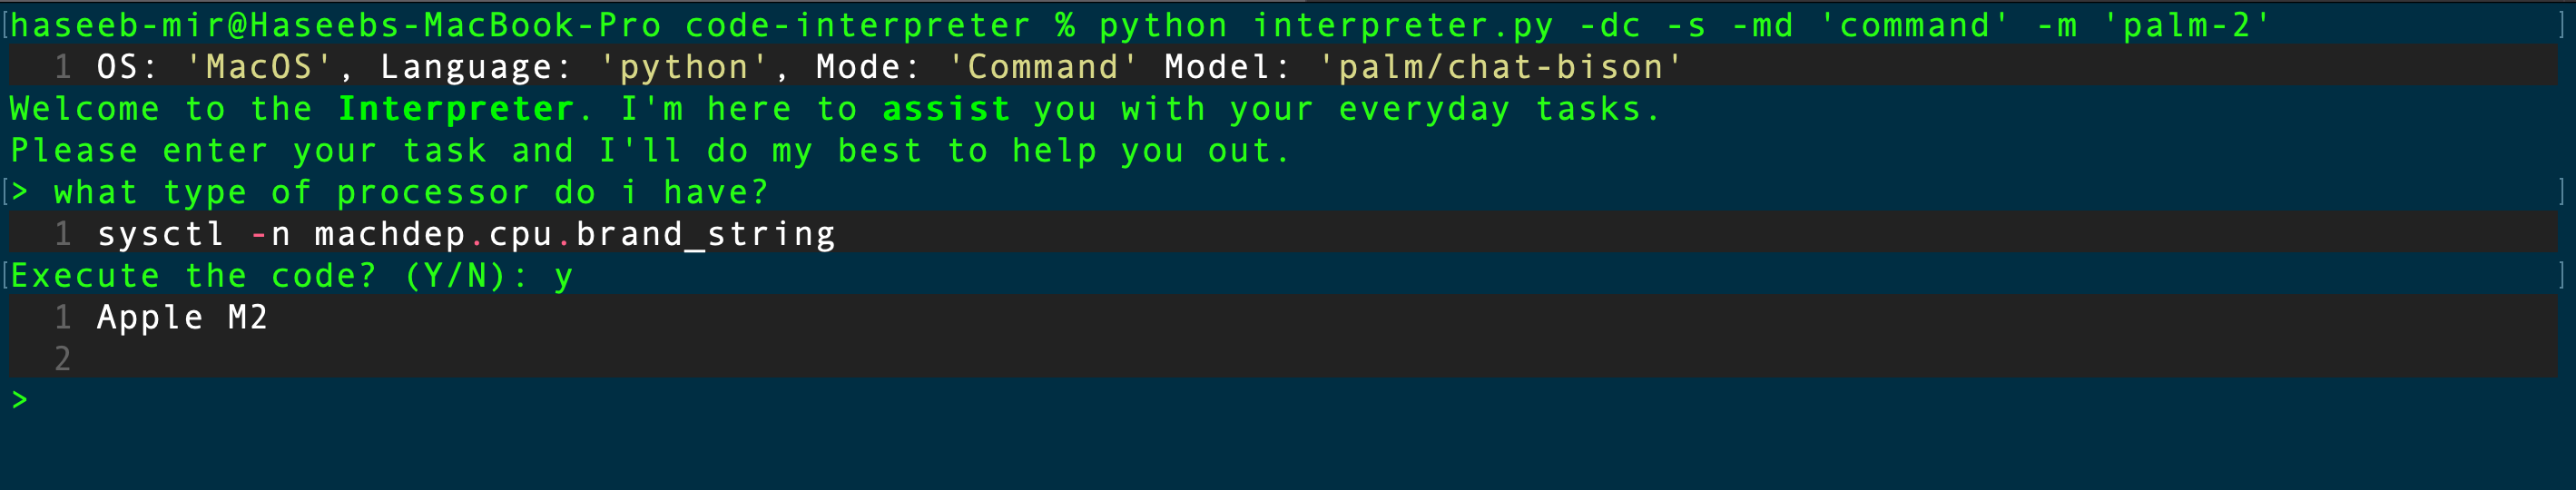 [haseeb-mir@Haseebs-MacBook-Pro code-interpreter % python interpreter.py -dc -s -md 'command' -m 'palm-2' ]
1 OS: 'MacOS', Language: 'python', Mode: 'Command' Model: 'palm/chat-bison'
Welcome to the Interpreter. I'm here to assist you with your everyday tasks.
Please enter your task and I'll do my best to help you out.
[> what type of processor do i have? ]
1 sysctl -n machdep.cpu.brand_string
[Execute the code? (Y/N): y ]
1 Apple M2
2
>